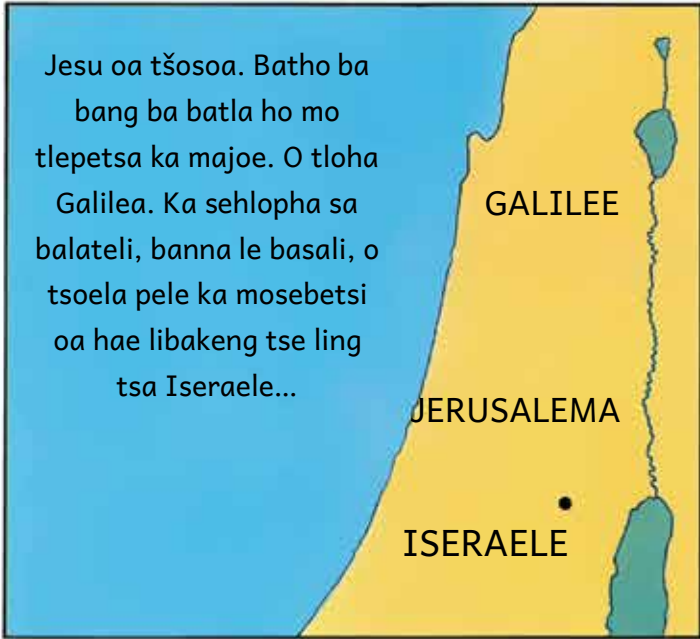 Jesu oa tšosoa. Batho ba
bang ba batla ho mo
tlepetsa ka majoe. O tloha
Galilea. Ka sehlopha sa
balateli, banna le basali, o
tsoela pele ka mosebetsi
oa hae libakeng tse ling
tsa Iseraele...
GALILEE
JERUSALEMA
ISERAELE